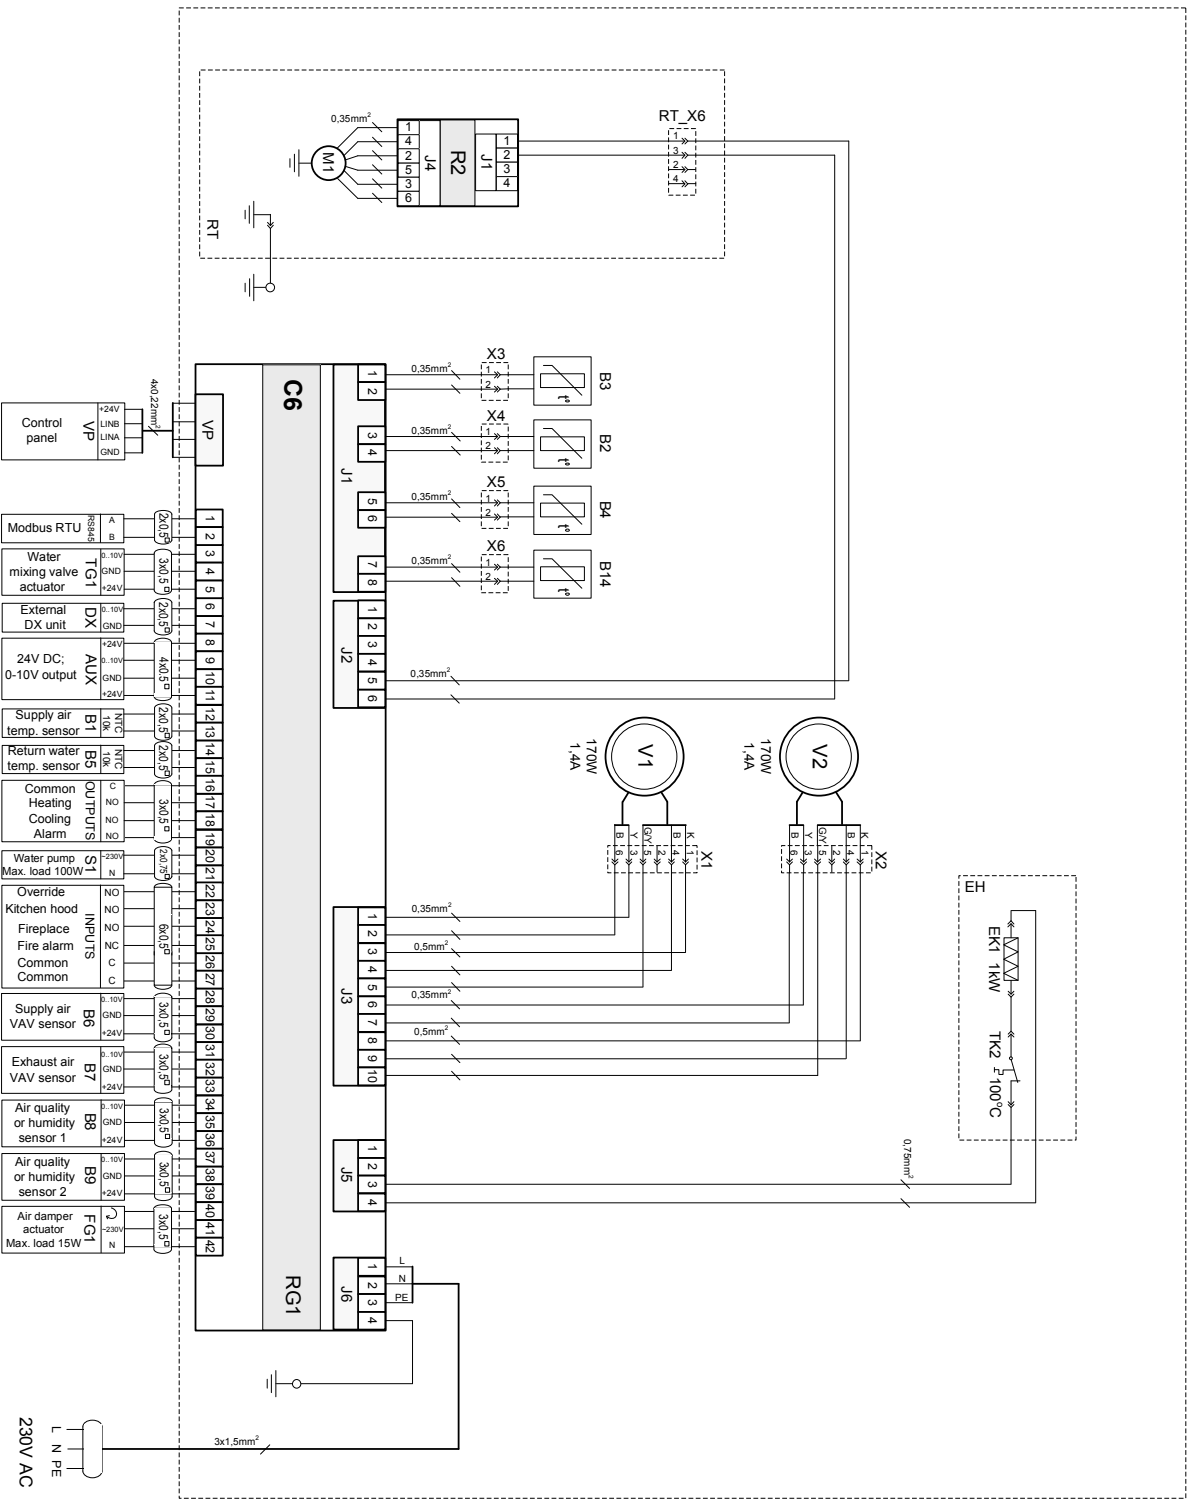 RT_X6
1
3
2
4
0,35mm²
1
4
2
5
3
6
J4
R2
J1
1
2
3
4
M1
RT
C6
RG1
VP
J1
1
2
3
4
5
6
7
8
0,35mm²
X3
1
2
B3
t°
0,35mm²
X4
1
2
B2
t°
0,35mm²
X5
1
2
B4
t°
0,35mm²
X6
1
2
B14
t°
J2
1
2
3
4
5
6
0,35mm²
V1
170W
1,4A
V2
170W
1,4A
B Y G/Y B K
6 3 5 2 4 1
X1
B Y G/Y B K
6 3 5 2 4 1
X2
J3
1
2
3
4
5
6
7
8
9
10
0,35mm²
0,5mm²
0,35mm²
0,5mm²
EH
EK1 1kW
TK2
100°C
0,75mm²
J5
1
2
3
4
J6
1
2
3
4
L
N
PE
3x1,5mm²
L N PE
230V AC
4x0,22mm²
Control
panel
VP
+24V
LINB
LINA
GND
Modbus RTU
RS845
A
B
2x0,5
1
2
Water
mixing valve
actuator
TG1
0..10V
GND
+24V
3x0,5
3
4
5
External
DX unit
DX
0..10V
GND
2x0,5
6
7
24V DC;
0-10V output
AUX
+24V
0..10V
GND
+24V
4x0,5
8
9
10
11
Supply air
temp. sensor
B1
NTC
10k
2x0,5
12
13
Return water
temp. sensor
B5
NTC
10k
2x0,5
14
15
Common
Heating
Cooling
Alarm
OUTPUTS
C
NO
NO
NO
3x0,5
16
17
18
19
Water pump
Max. load 100W
S1
~230V
N
2x0,75
20
21
Override
Kitchen hood
Fireplace
Fire alarm
Common
Common
INPUTS
NO
NO
NO
NC
C
C
6x0,5
22
23
24
25
26
27
Supply air
VAV sensor
B6
0..10V
GND
+24V
3x0,5
28
29
30
Exhaust air
VAV sensor
B7
0..10V
GND
+24V
3x0,5
31
32
33
Air quality
or humidity
sensor 1
B8
0..10V
GND
+24V
3x0,5
34
35
36
Air quality
or humidity
sensor 2
B9
0..10V
GND
+24V
3x0,5
37
38
39
Air damper
actuator
Max. load 15W
FG1
~230V
N
3x0,5
40
41
42